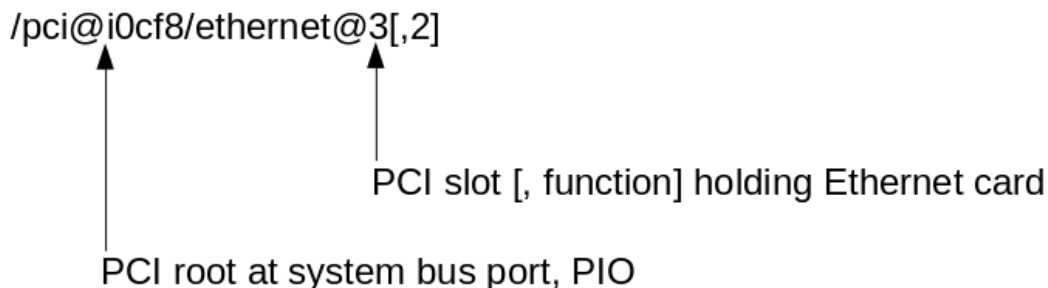 /pci@i0cf8/ethernet@3[,2]
PCI slot [, function] holding Ethernet card
PCI root at system bus port, PIO